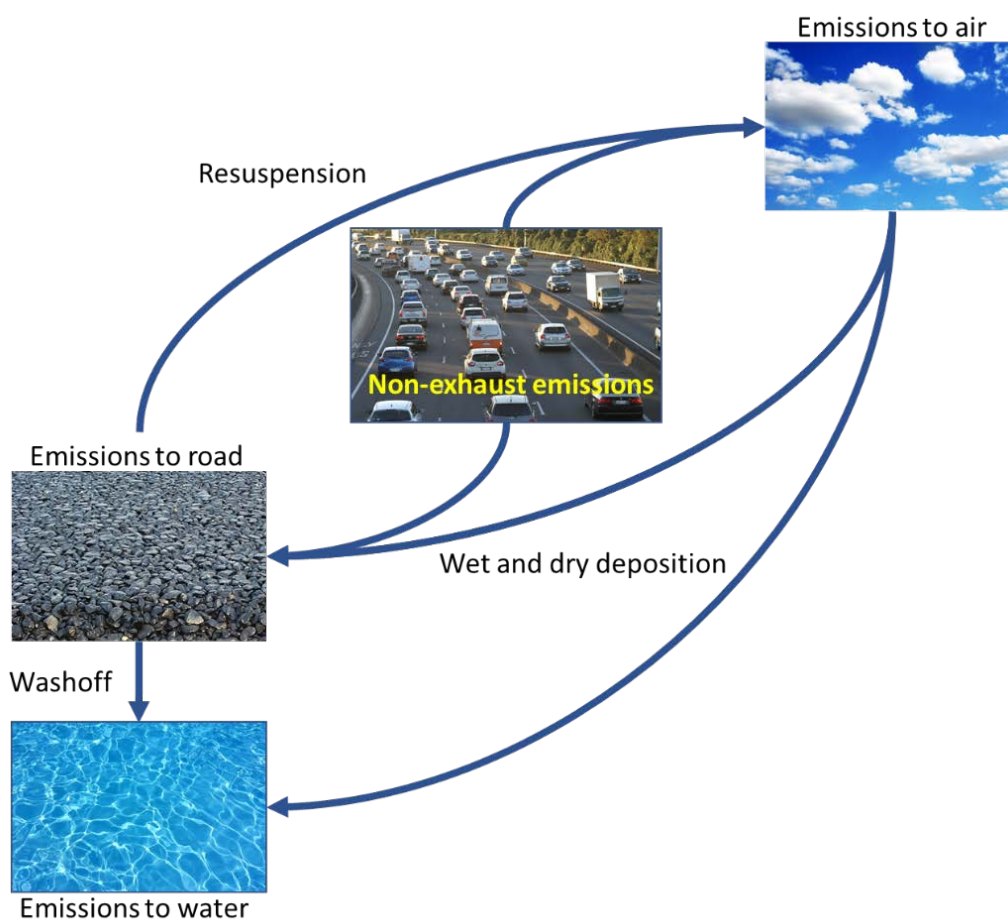 Emissions to air
Resuspension
Non-exhaust emissions
Emissions to road
Wet and dry deposition
Washoff
Emissions to water